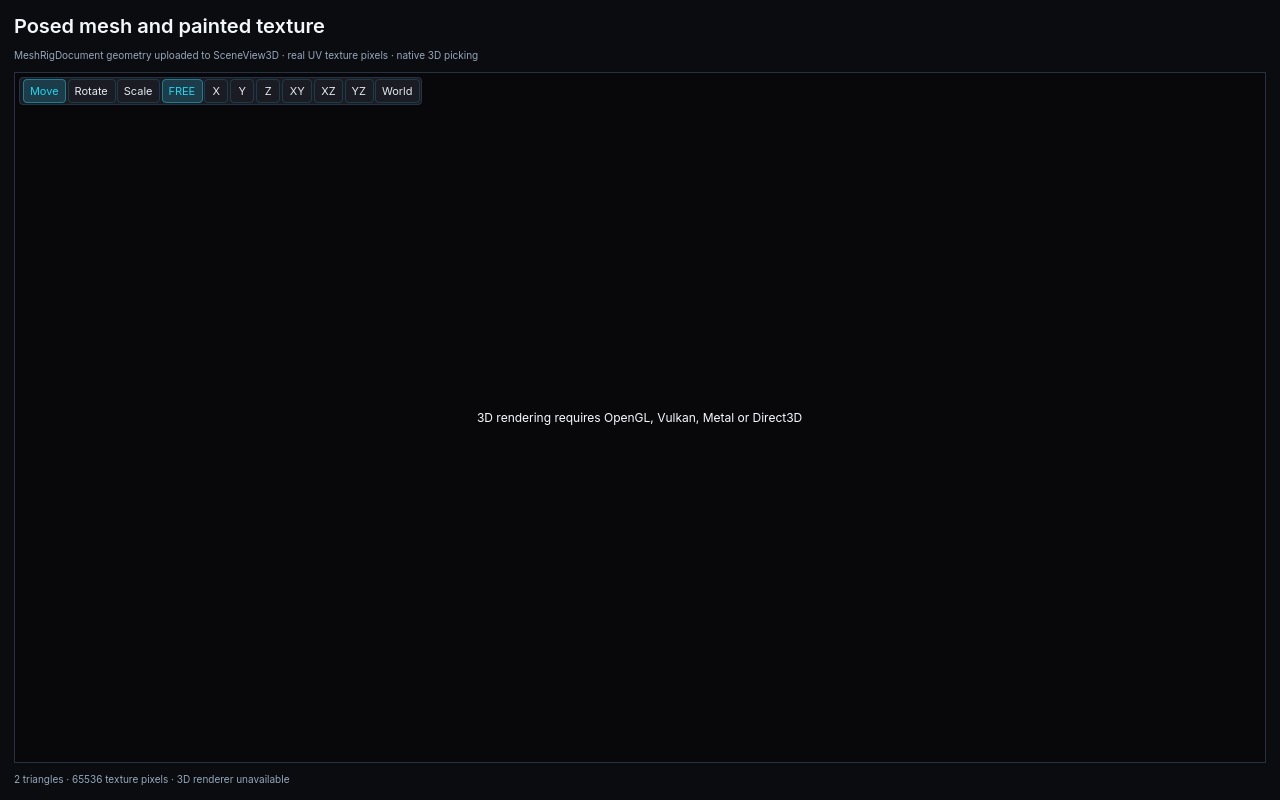 Posed mesh and painted texture
MeshRigDocument geometry uploaded to SceneView3D · real UV texture pixels · native 3D picking
Move Rotate Scale FREE X Y Z XY XZ YZ World
3D rendering requires OpenGL, Vulkan, Metal or Direct3D
2 triangles · 65536 texture pixels · 3D renderer unavailable